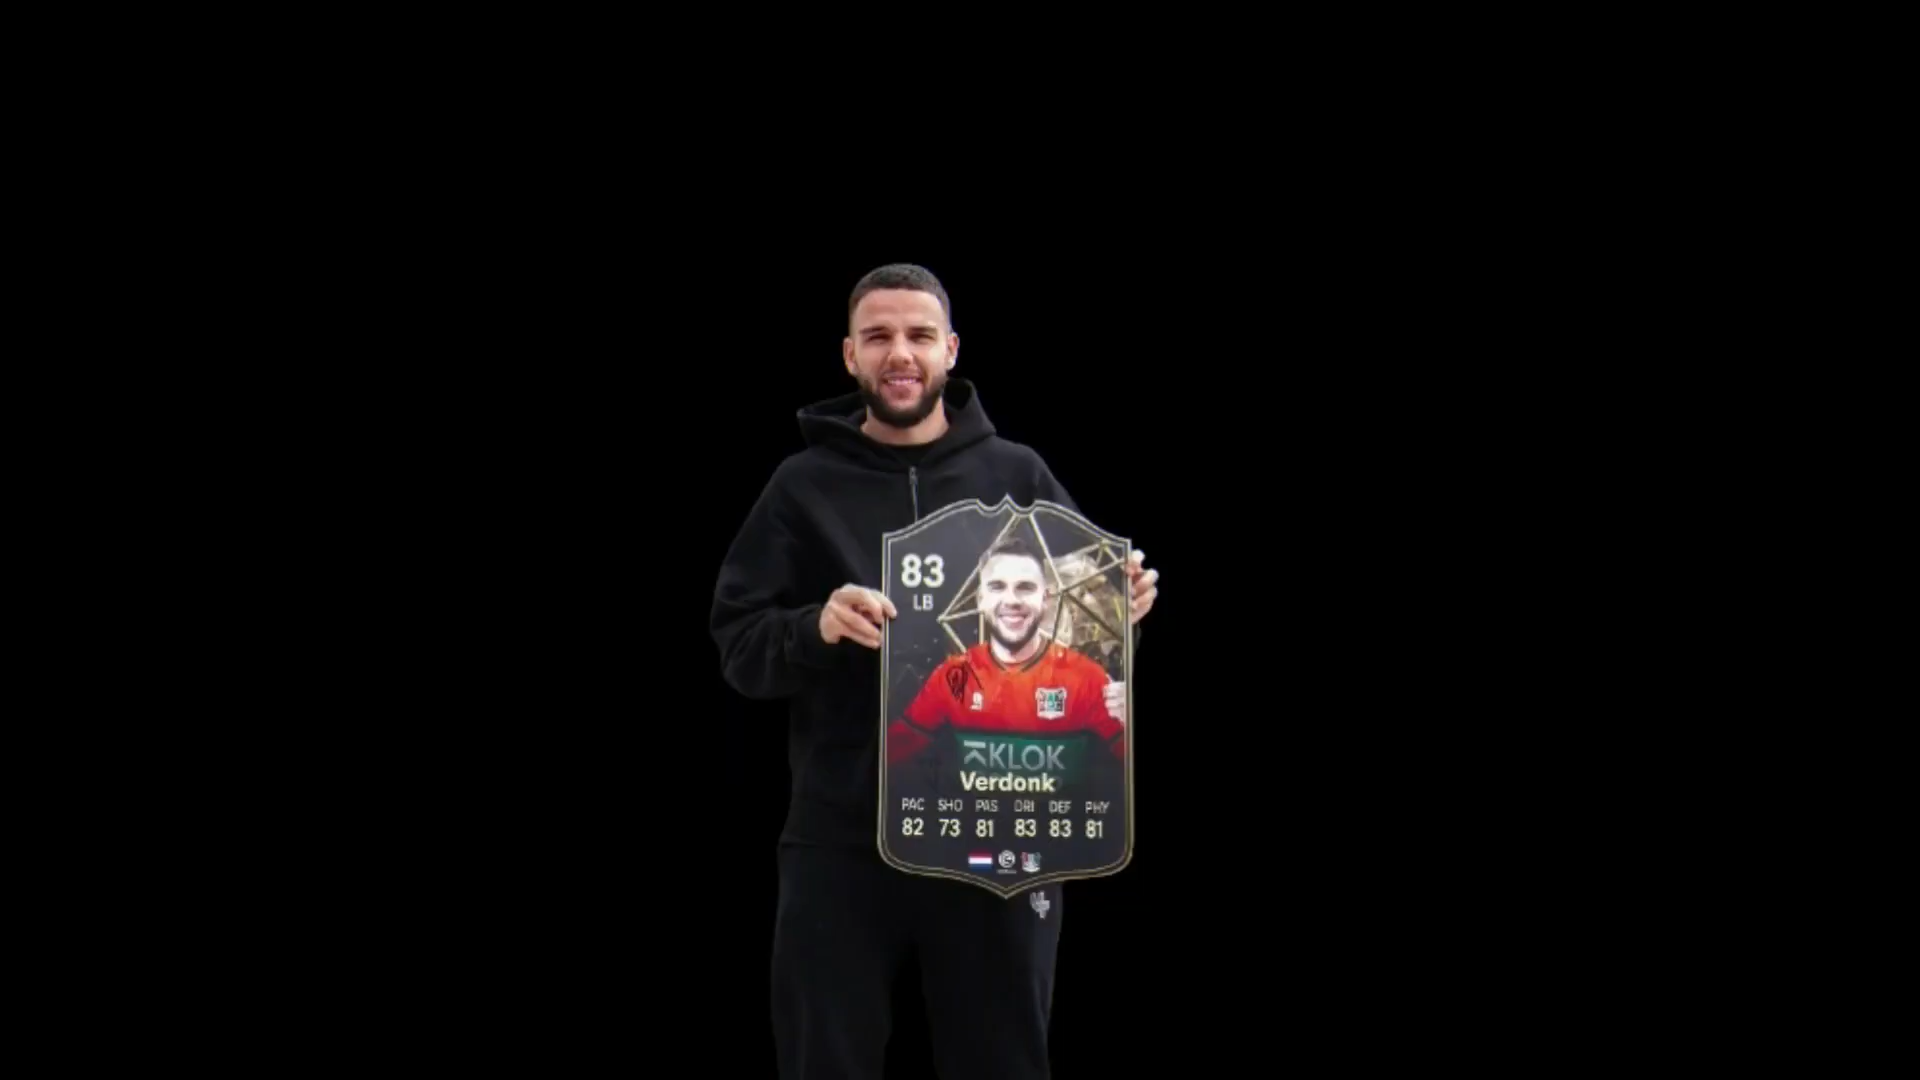 83
LB
KLOK
Verdonk
PAC SHO PAS DRI DEF PHY
82 73 81 83 83 81